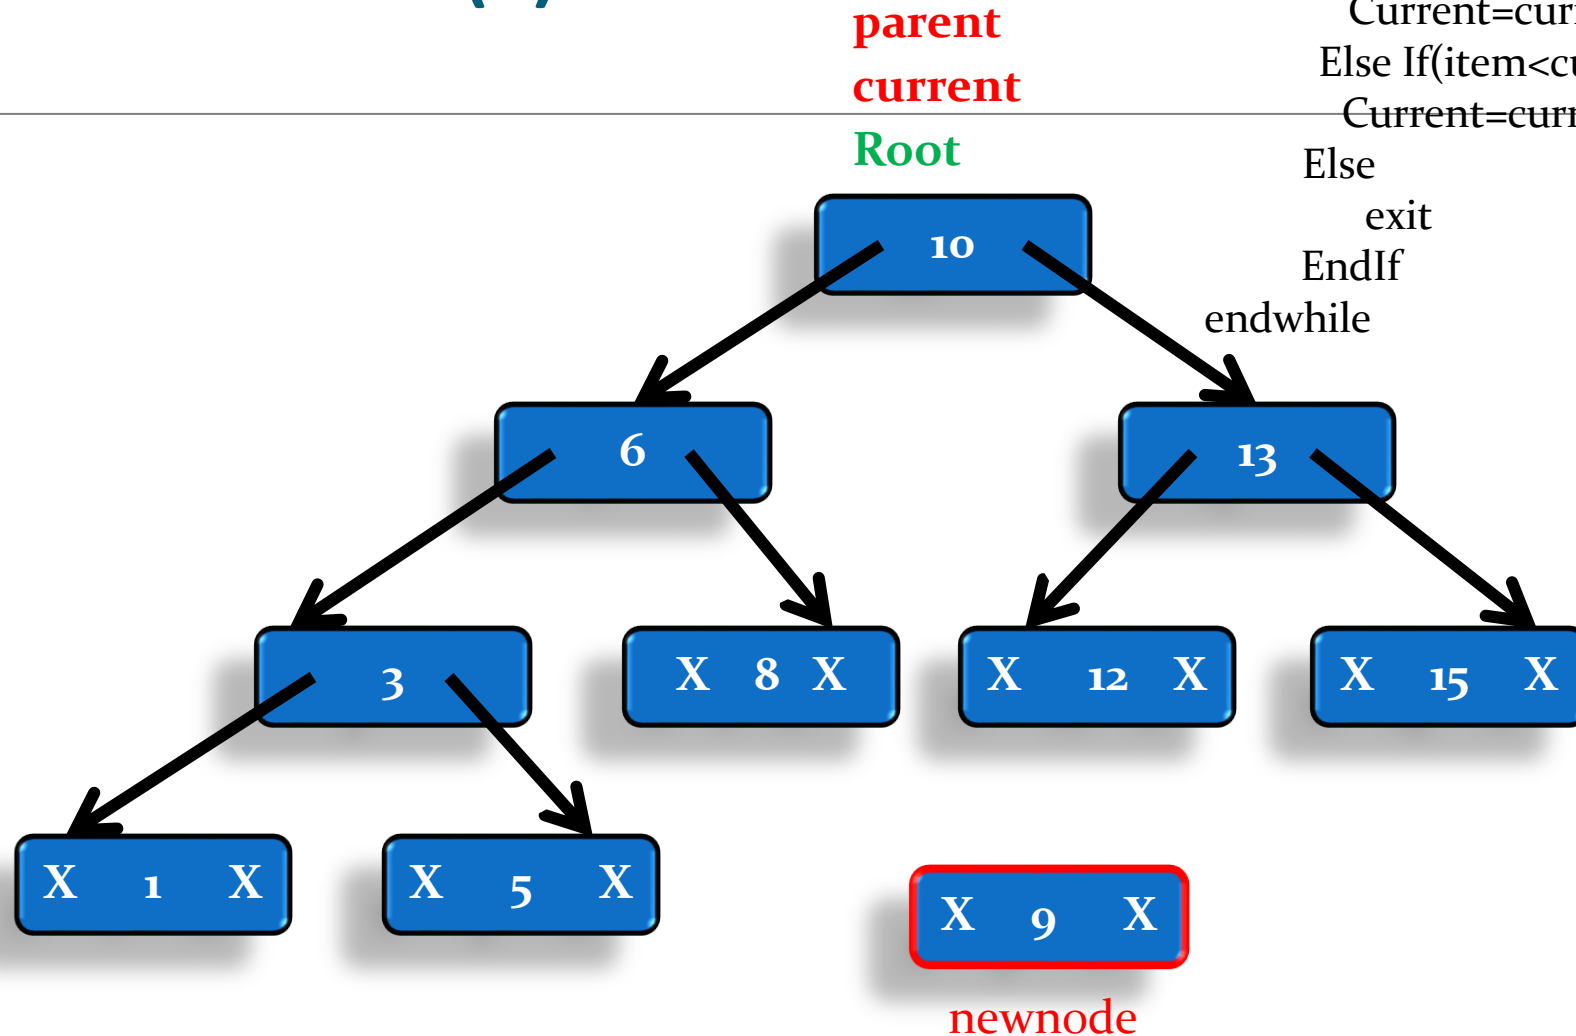 parent
current
Root
Else If(item<
Else
exit
EndIf
endwhile
10
6
13
3
X 8 X
X 12 X
X 15 X
X 1 X
X 5 X
X 9 X
newnode